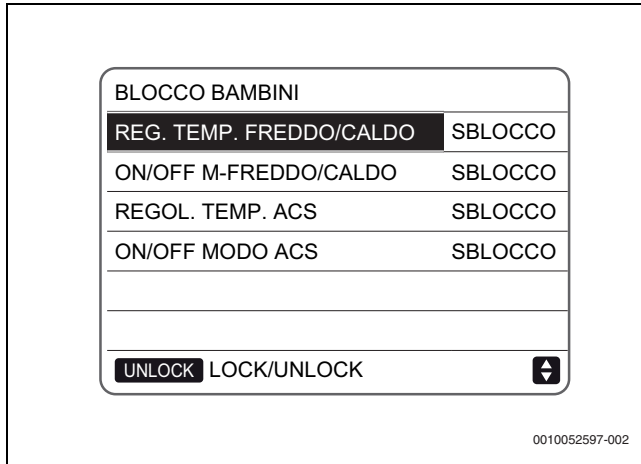 BLOCCO BAMBINI
REG. TEMP. FREDDO/CALDO SBLOCCO
ON/OFF M-FREDDO/CALDO SBLOCCO
REGOL. TEMP. ACS SBLOCCO
ON/OFF MODO ACS SBLOCCO
UNLOCK LOCK/UNLOCK
0010052597-002